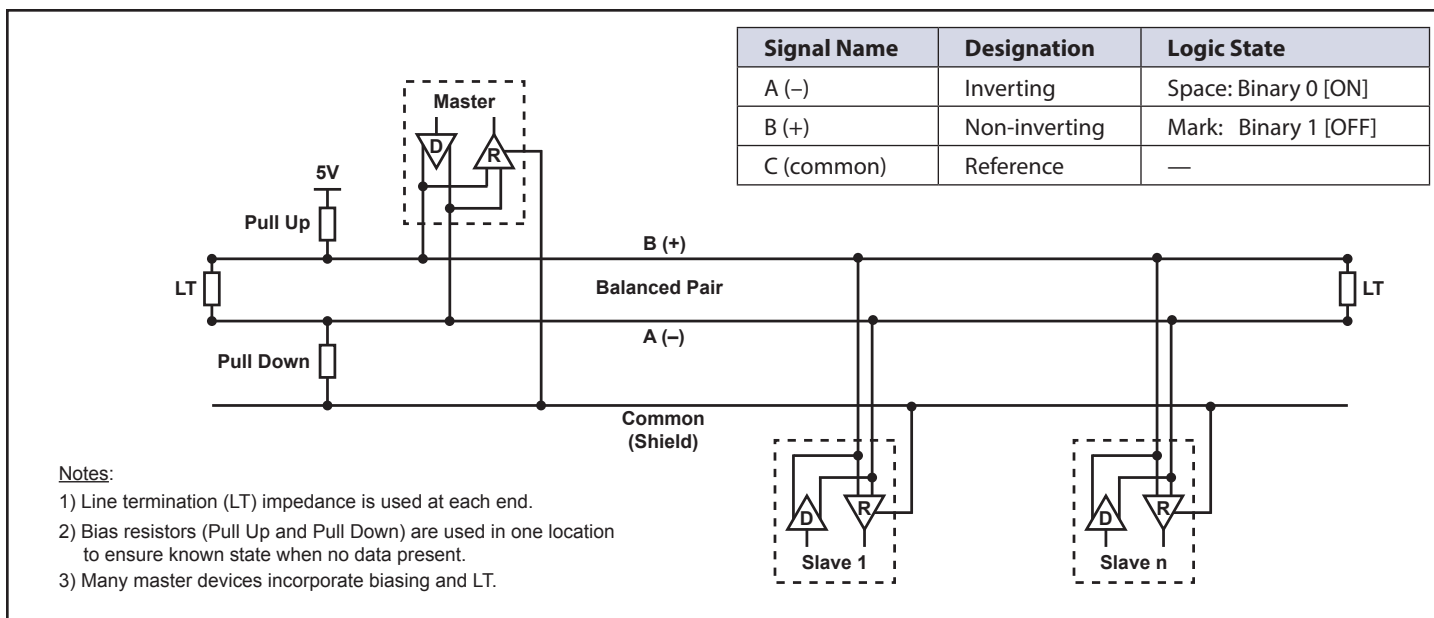 Signal Name Designation Logic State
A (–) Inverting Space: Binary 0 [ON]
B (+) Non-inverting Mark: Binary 1 [OFF]
C (common) Reference —
Master
D
R
5V
Pull Up
B (+)
LT
Balanced Pair
LT
A (–)
Pull Down
Common
(Shield)
D
R
Slave 1
D
R
Slave n
Notes:
1) Line termination (LT) impedance is used at each end.
2) Bias resistors (Pull Up and Pull Down) are used in one location
to ensure known state when no data present.
3) Many master devices incorporate biasing and LT.